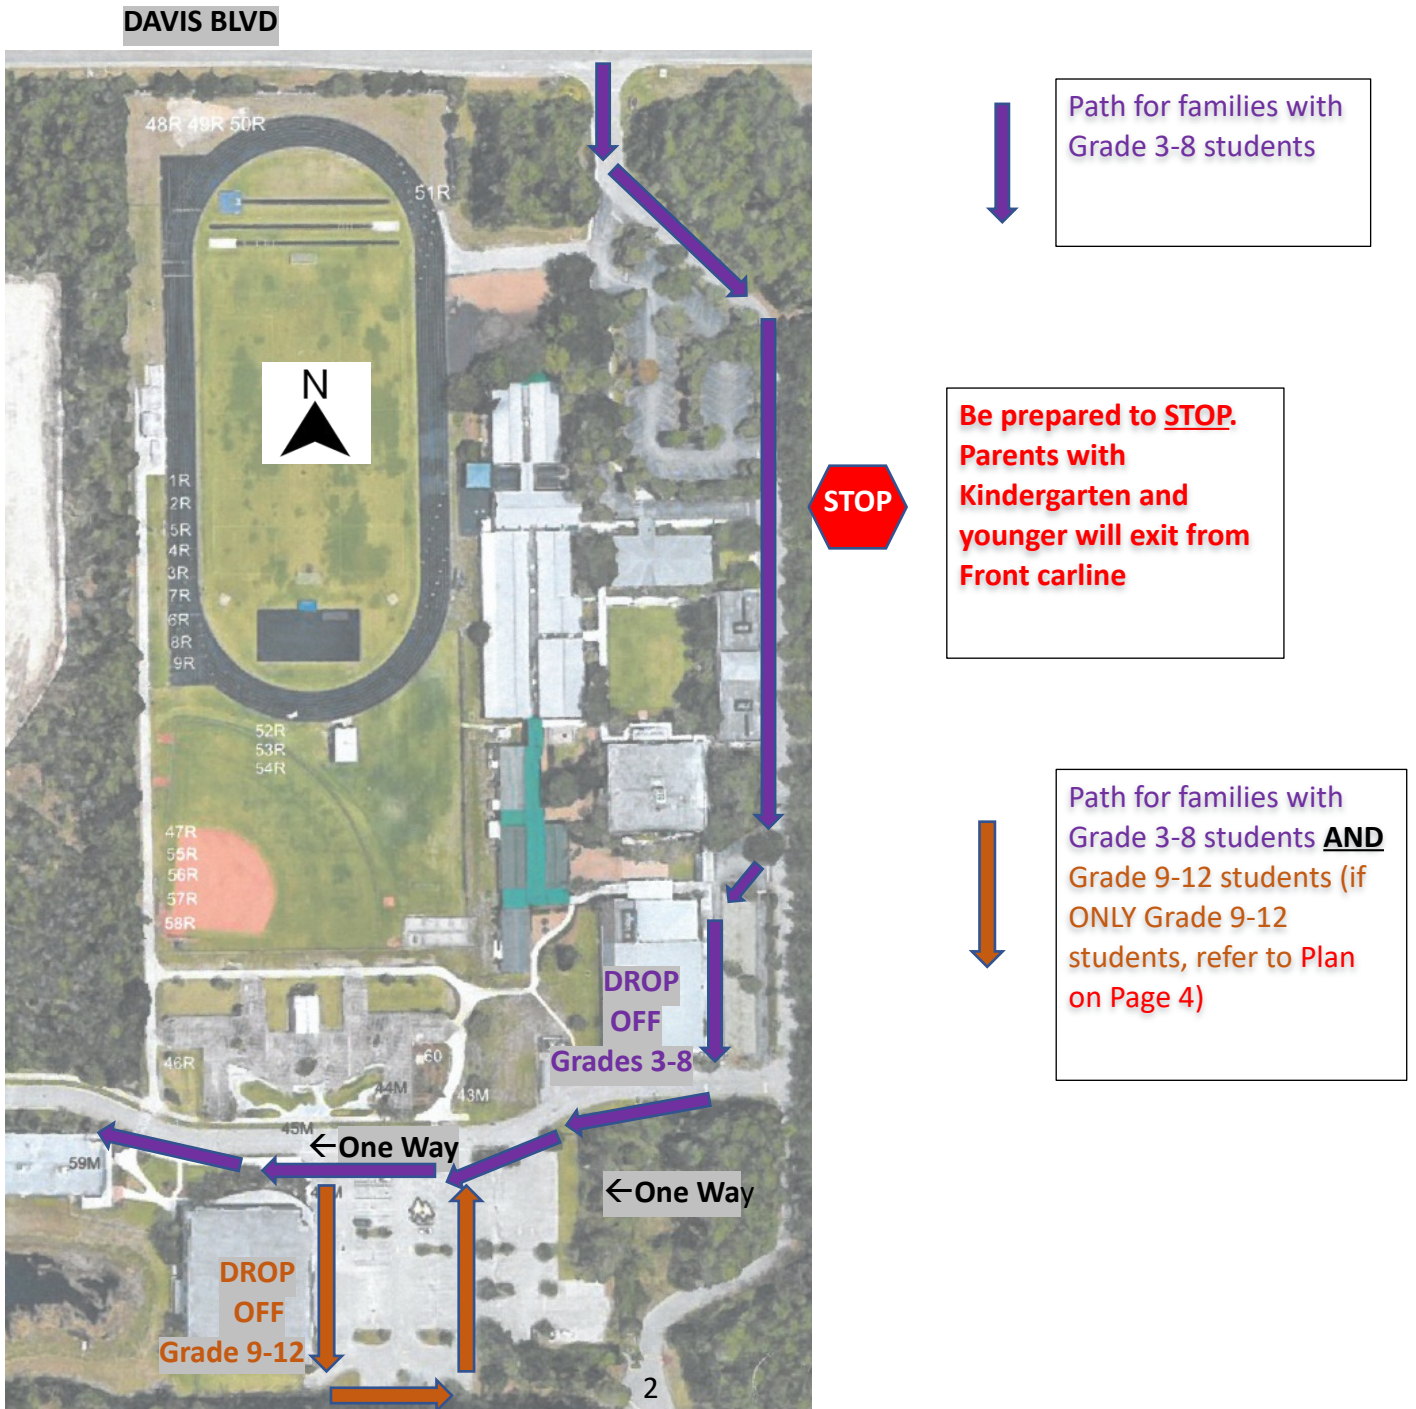 DAVIS BLVD
48R 49R 50R
51R
N
1R
2R
5R
4R
3R
7R
6R
8R
9R
52R
53R
54R
47R
55R
56R
57R
58R
46R
44M
60
43M
45M
59M
Path for families with
Grade 3-8 students
STOP
Be prepared to STOP.
Parents with
Kindergarten and
younger will exit from
Front carline
Path for families with
Grade 3-8 students AND
Grade 9-12 students (if
ONLY Grade 9-12
students, refer to Plan
on Page 4)
DROP
OFF
Grades 3-8
←One Way
←One Way
DROP
OFF
Grade 9-12
2